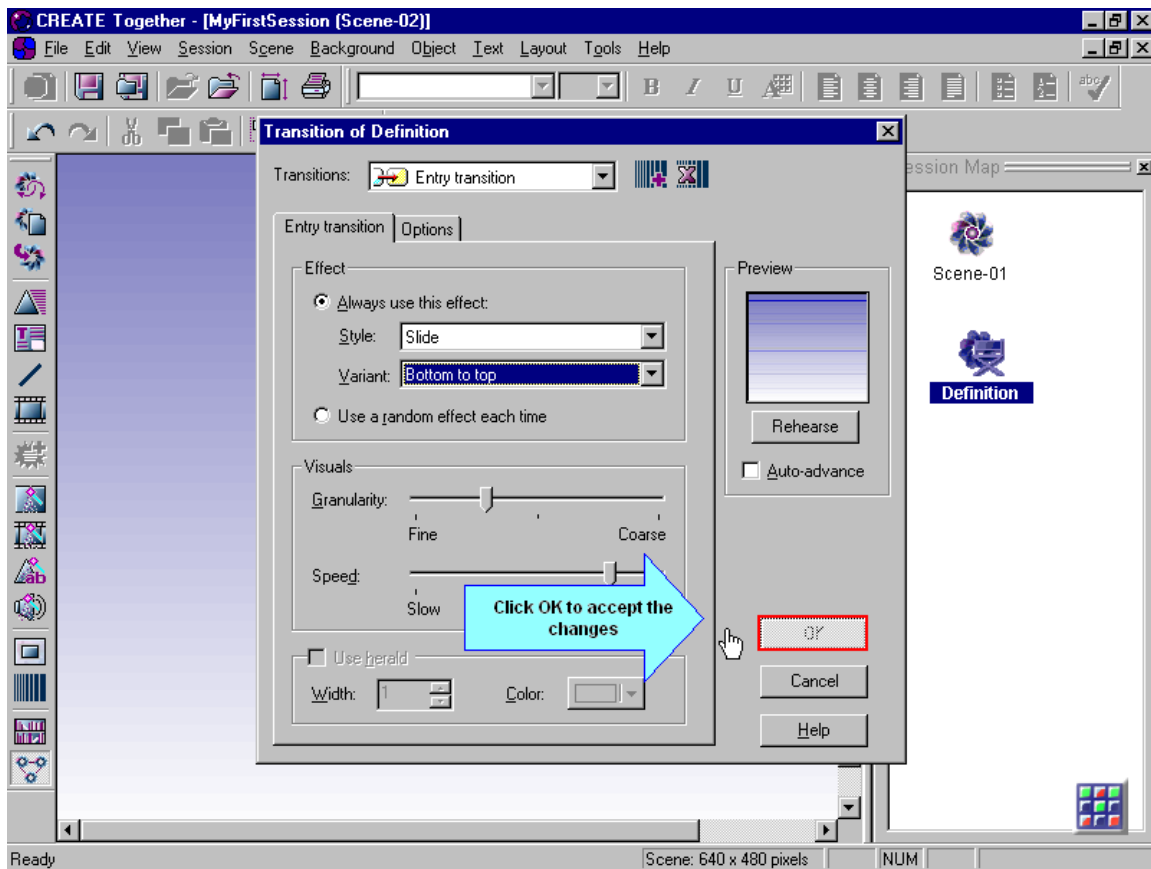 CREATE Together - [MyFirstSession (Scene-02)]
File Edit View Session Scene Background Object Text Layout Tools Help
B I U A
abc
Transition of Definition
Transitions: Entry transition
ession Map
Entry transition Options
Effect
Always use this effect:
Style: Slide
Variant: Bottom to top
Use a random effect each time
Preview
Rehearse
Auto-advance
Visuals
Granularity:
Fine Coarse
Speed:
Slow
Click OK to accept the
changes
OK
Use herald
Width: 1 Color:
Cancel
Help
Scene-01
Definition
ab
Ready Scene: 640 x 480 pixels NUM